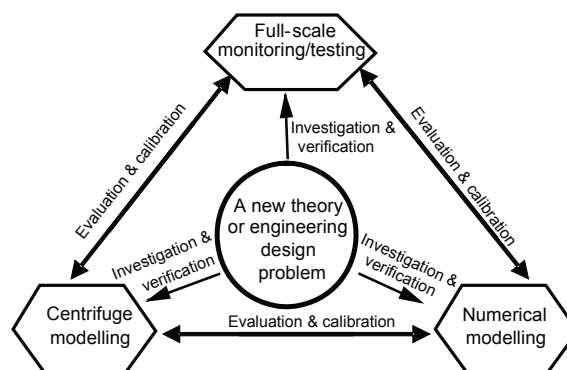 Full-scale
monitoring/testing
Investigation &
verification
Evaluation & calibration
Evaluation & calibration
A new theory
or engineering
design
problem
Investigation &
verification
Investigation &
verification
Centrifuge
modelling
Evaluation & calibration
Numerical
modelling